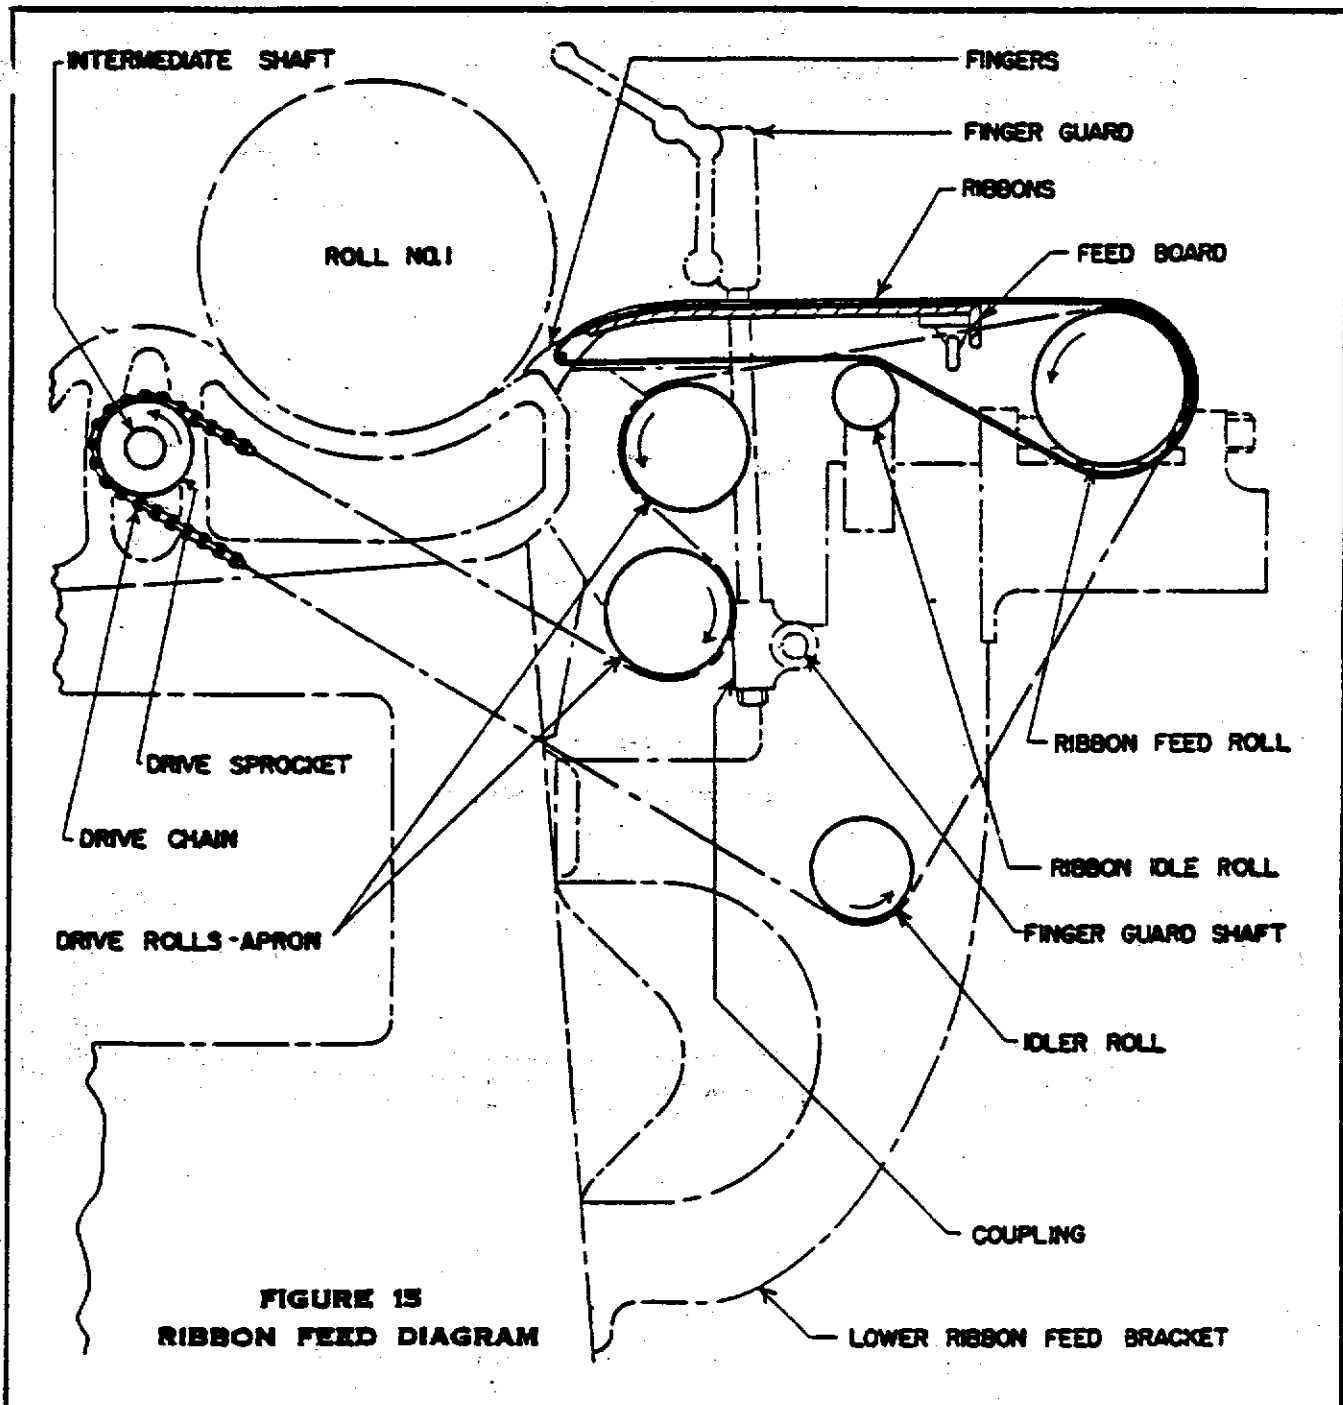 INTERMEDIATE SHAFT
FINGERS
FINGER GUARD
RIBBONS
ROLL NO.1
FEED BOARD
RIBBON FEED ROLL
DRIVE SPROCKET
DRIVE CHAIN
RIBBON IDLE ROLL
DRIVE ROLLS-APRON
FINGER GUARD SHAFT
IDLER ROLL
COUPLING
FIGURE 15
RIBBON FEED DIAGRAM
LOWER RIBBON FEED BRACKET